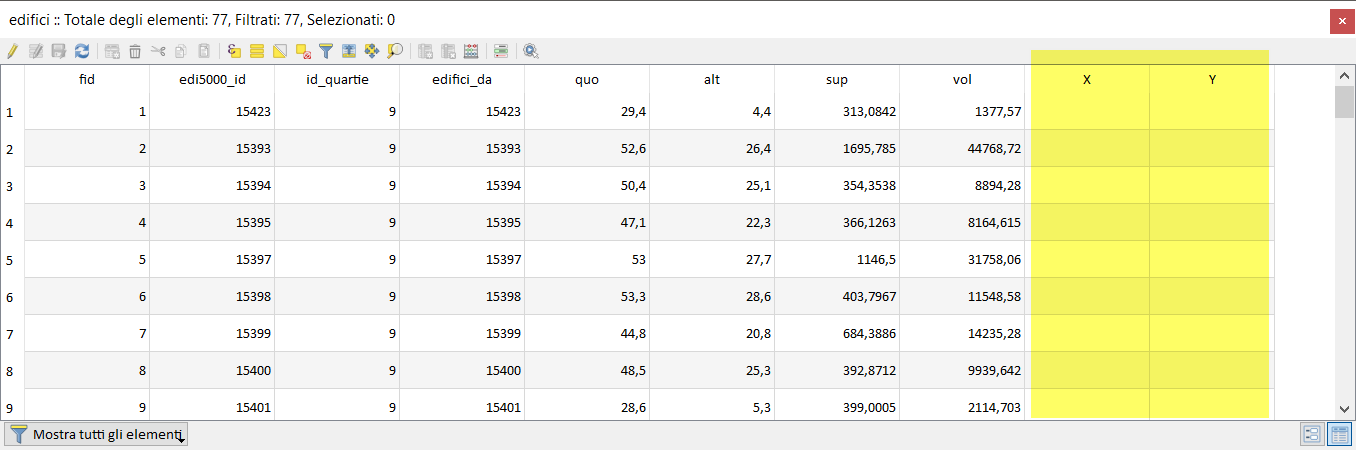 edifici :: Totale degli elementi: 77, Filtrati: 77, Selezionati: 0
fid edi5000_id id_quartie edifici_da quo alt sup vol X Y
1 1 15423 9 15423 29,4 4,4 313,0842 1377,57
2 2 15393 9 15393 52,6 26,4 1695,785 44768,72
3 3 15394 9 15394 50,4 25,1 354,3538 8894,28
4 4 15395 9 15395 47,1 22,3 366,1263 8164,615
5 5 15397 9 15397 53 27,7 1146,5 31758,06
6 6 15398 9 15398 53,3 28,6 403,7967 11548,58
7 7 15399 9 15399 44,8 20,8 684,3886 14235,28
8 8 15400 9 15400 48,5 25,3 392,8712 9939,642
9 9 15401 9 15401 28,6 5,3 399,0005 2114,703
Mostra tutti gli elementi